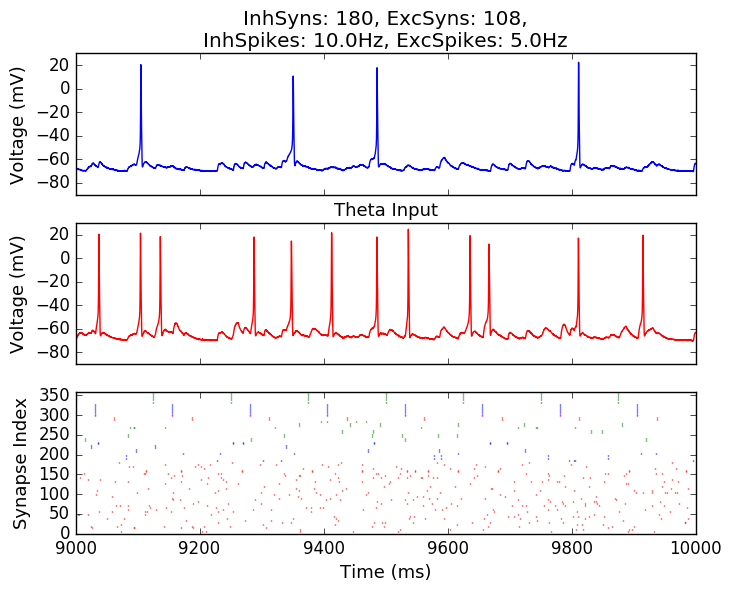 InhSyns: 180, ExcSyns: 108,
InhSpikes: 10.0Hz, ExcSpikes: 5.0Hz
20
0
−20
−40
−60
−80
Voltage (mV)
Theta Input
20
0
−20
−40
−60
−80
Voltage (mV)
350
300
250
200
150
100
50
0
Synapse Index
9000 9200 9400 9600 9800 10000
Time (ms)